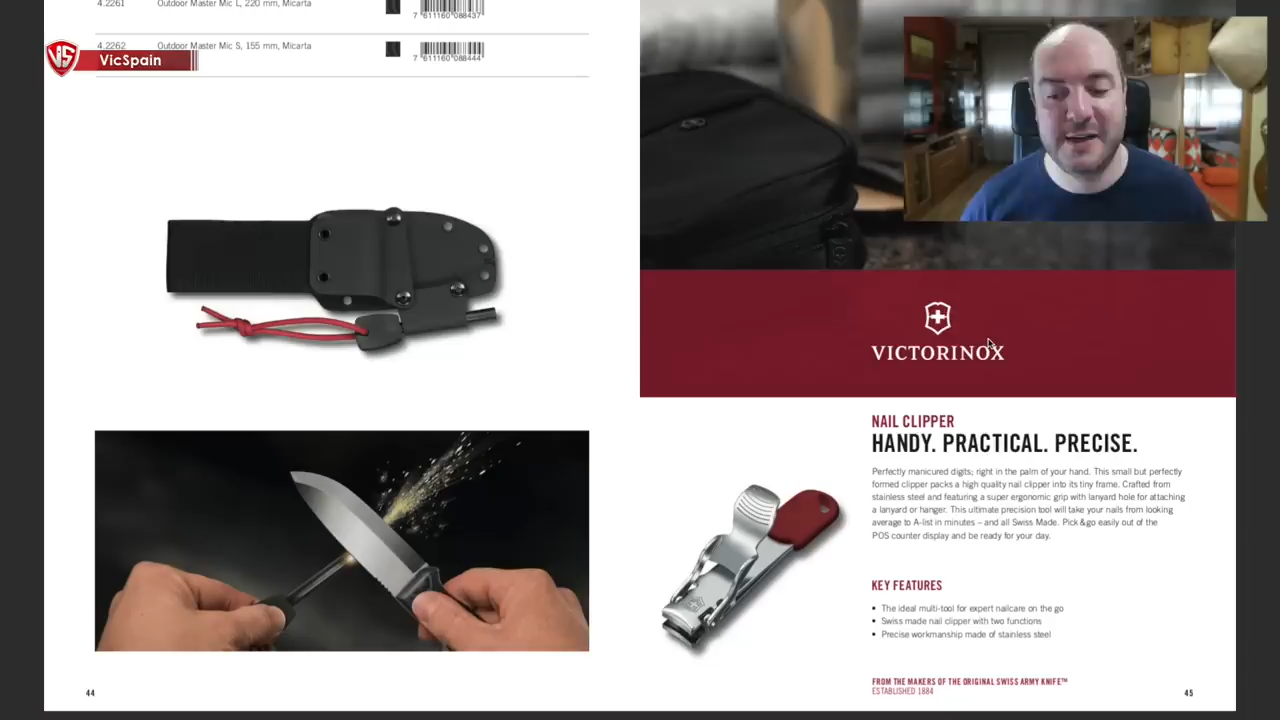 4.2261 Outdoor Master Mic L, 220 mm, Micarta
7 611160 088437
4.2262 Outdoor Master Mic S, 155 mm, Micarta
7 611160 088444
VS VicSpain
VICTORINOX
NAIL CLIPPER
HANDY. PRACTICAL. PRECISE.
Perfectly manicured digits; right in the palm of your hand. This small but perfectly
formed clipper packs a high quality nail clipper into its tiny frame. Crafted from
stainless steel and featuring a super ergonomic grip with lanyard hole for attaching
a lanyard or hanger. This ultimate precision tool will take your nails from looking
average to A-list in minutes – and all Swiss Made. Pick &go easily out of the
POS counter display and be ready for your day.
KEY FEATURES
• The ideal multi-tool for expert nailcare on the go
• Swiss made nail clipper with two functions
• Precise workmanship made of stainless steel
FROM THE MAKERS OF THE ORIGINAL SWISS ARMY KNIFE™
ESTABLISHED 1884
44
45